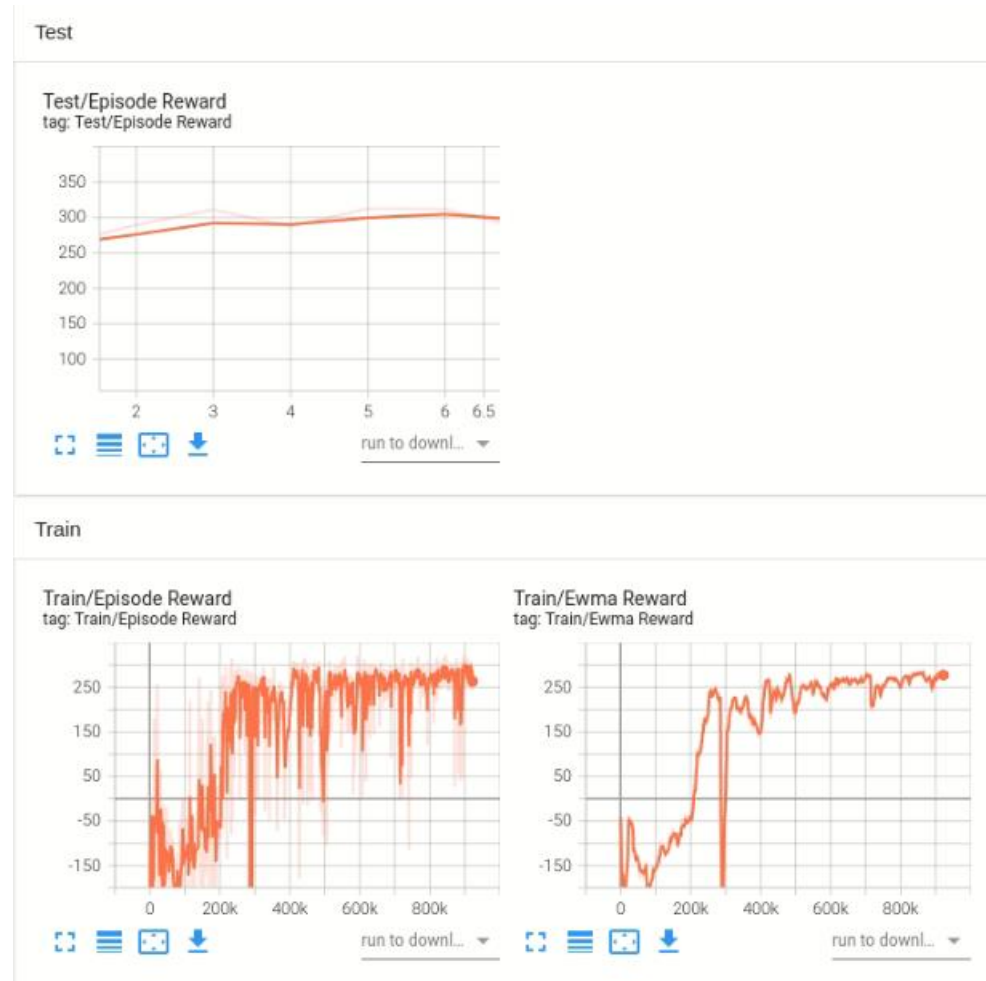 Test
Test/Episode Reward
tag: Test/Episode Reward
350
300
250
200
150
100
2 3 4 5 6 6.5
run to downl...
Train
Train/Episode Reward
tag: Train/Episode Reward
250
150
50
-50
-150
0 200k 400k 600k 800k
run to downl...
Train/Ewma Reward
tag: Train/Ewma Reward
250
150
50
-50
-150
0 200k 400k 600k 800k
run to downl...